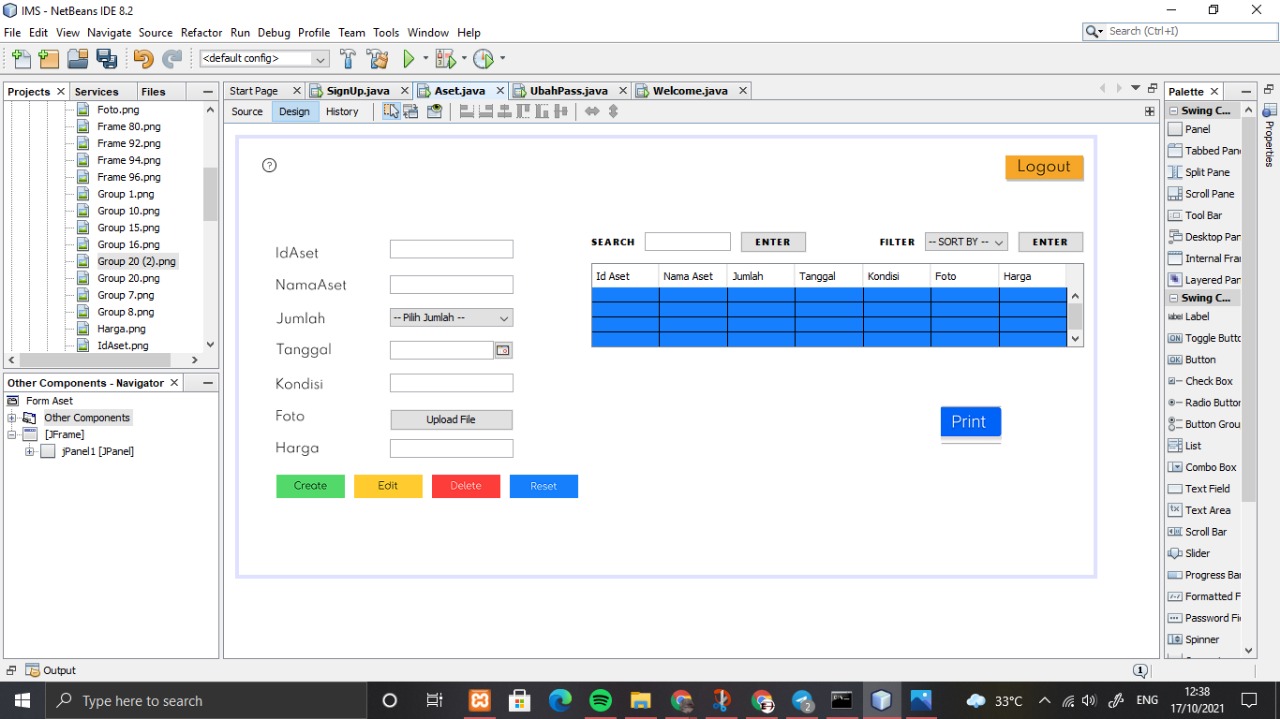 IMS - NetBeans IDE 8.2
File Edit View Navigate Source Refactor Run Debug Profile Team Tools Window Help
Search (Ctrl+I)
<default config>
Projects Services Files
Foto.png
Frame 80.png
Frame 92.png
Frame 94.png
Frame 96.png
Group 1.png
Group 10.png
Group 15.png
Group 16.png
Group 20 (2).png
Group 20.png
Group 7.png
Group 8.png
Harga.png
IdAset.png
Other Components - Navigator
Form Aset
Other Components
[JFrame]
jPanel1 [JPanel]
Start Page SignUp.java Aset.java UbahPass.java Welcome.java
Source Design History
?
Logout
IdAset
NamaAset
Jumlah -- Pilih Jumlah --
Tanggal
Kondisi
Foto Upload File
Harga
Create Edit Delete Reset
SEARCH ENTER FILTER -- SORT BY -- ENTER
Id Aset Nama Aset Jumlah Tanggal Kondisi Foto Harga
Print
Palette
Swing C...
Panel
Tabbed Pan
Split Pane
Scroll Pane
Tool Bar
Desktop Pan
Internal Fra
Layered Pan
Swing C...
label Label
ON Toggle Butto
OK Button
Check Box
Radio Button
Button Grou
List
Combo Box
Text Field
Text Area
Scroll Bar
Slider
Progress Bar
Formatted F
Password Fi
Spinner
Properties
Output
1
Type here to search
2
33°C
ENG
12:38
17/10/2021